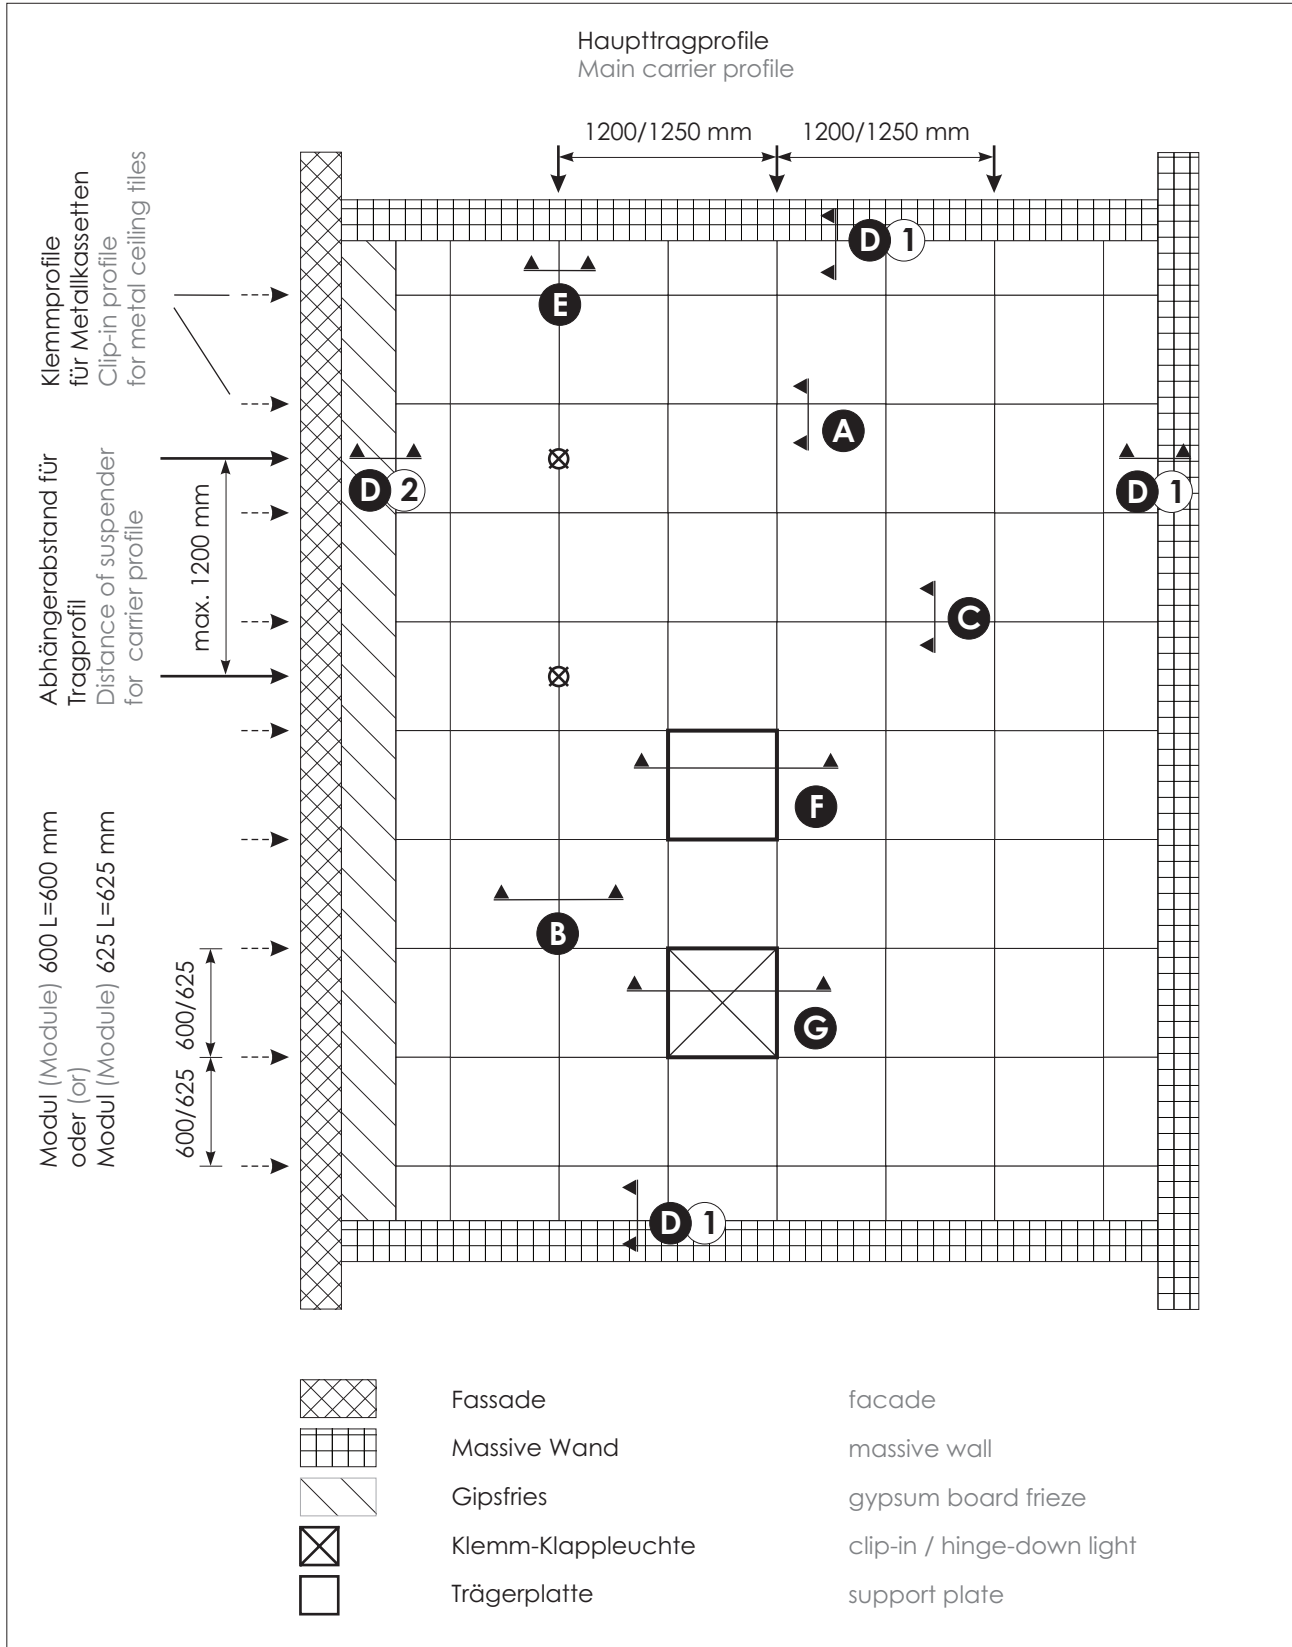 Haupttragprofile
Main carrier profile
1200/1250 mm
1200/1250 mm
Klemmprofile
für Metallkassetten
Clip-in profile
for metal ceiling tiles
D 1
E
A
Abhängerabstand für
Tragprofil
Distance of suspender
for carrier profile
max. 1200 mm
D 2
D 1
C
F
B
Modul (Module) 600 L=600 mm
oder (or)
Modul (Module) 625 L=625 mm
600/625
600/625
G
D 1
Fassade facade
Massive Wand massive wall
Gipsfries gypsum board frieze
Klemm-Klappleuchte clip-in / hinge-down light
Trägerplatte support plate